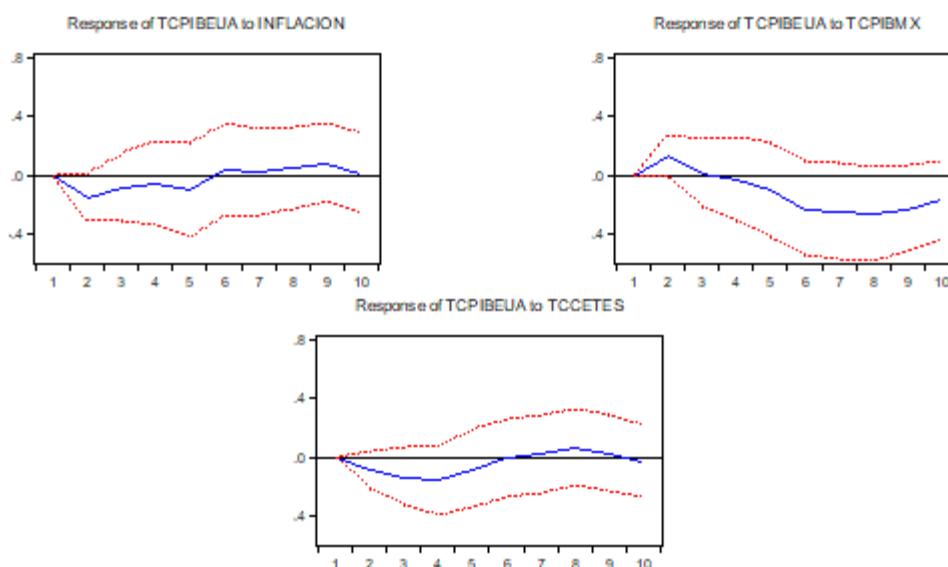 Response of TCPIBEUA to INFLACION
.8
.4
.0
-.4
1 2 3 4 5 6 7 8 9 10
Response of TCPIBEUA to TCPIBMX
.8
.4
.0
-.4
1 2 3 4 5 6 7 8 9 10
Response of TCPIBEUA to TCCETES
.8
.4
.0
-.4
1 2 3 4 5 6 7 8 9 10